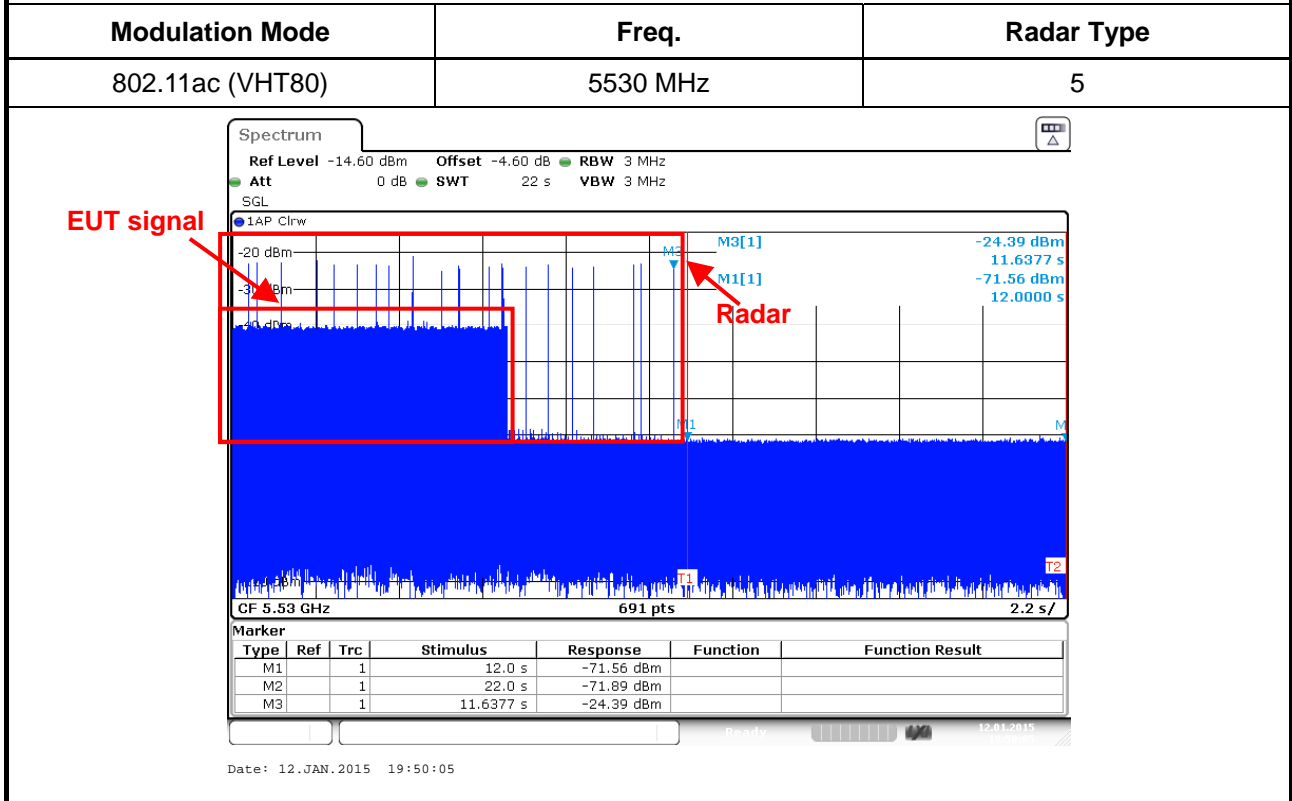 Modulation Mode Freq. Radar Type
802.11ac (VHT80) 5530 MHz 5
Spectrum
Ref Level -14.60 dBm Offset -4.60 dB RBW 3 MHz
Att 0 dB SWT 22 s VBW 3 MHz
SGL
EUT signal
1AP Clrw
M3[1] -24.39 dBm
-20 dBm
M3
11.6377 s
M1[1] -71.56 dBm
12.0000 s
Radar
M1
M
T1
T2
CF 5.53 GHz 691 pts 2.2 s/
Marker
Type Ref Trc Stimulus Response Function Function Result
M1 1 12.0 s -71.56 dBm
M2 1 22.0 s -71.89 dBm
M3 1 11.6377 s -24.39 dBm
Ready 12.01.2015
Date: 12.JAN.2015 19:50:05